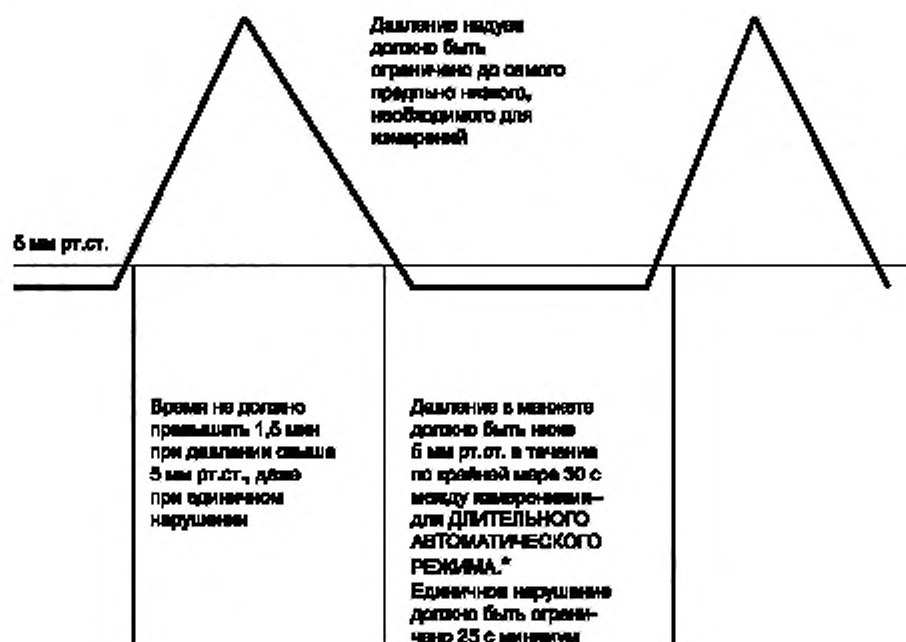 Давление надува
должно быть
ограничено до самого
предльно низкого,
необходимого для
измерений
5 мм рт.ст.
Время не должно
превышать 1,5 мин
при давлении свыше
5 мм рт.ст., даже
при единичном
нарушении
Давление в манжете
должно быть ниже
5 мм рт.ст. в течение
по крайней мере 30 с
между измерениями–
для ДЛИТЕЛЬНОГО
АВТОМАТИЧЕСКОГО
РЕЖИМА.*
Единичное нарушение
должно быть ограни-
чено 25 с минимум